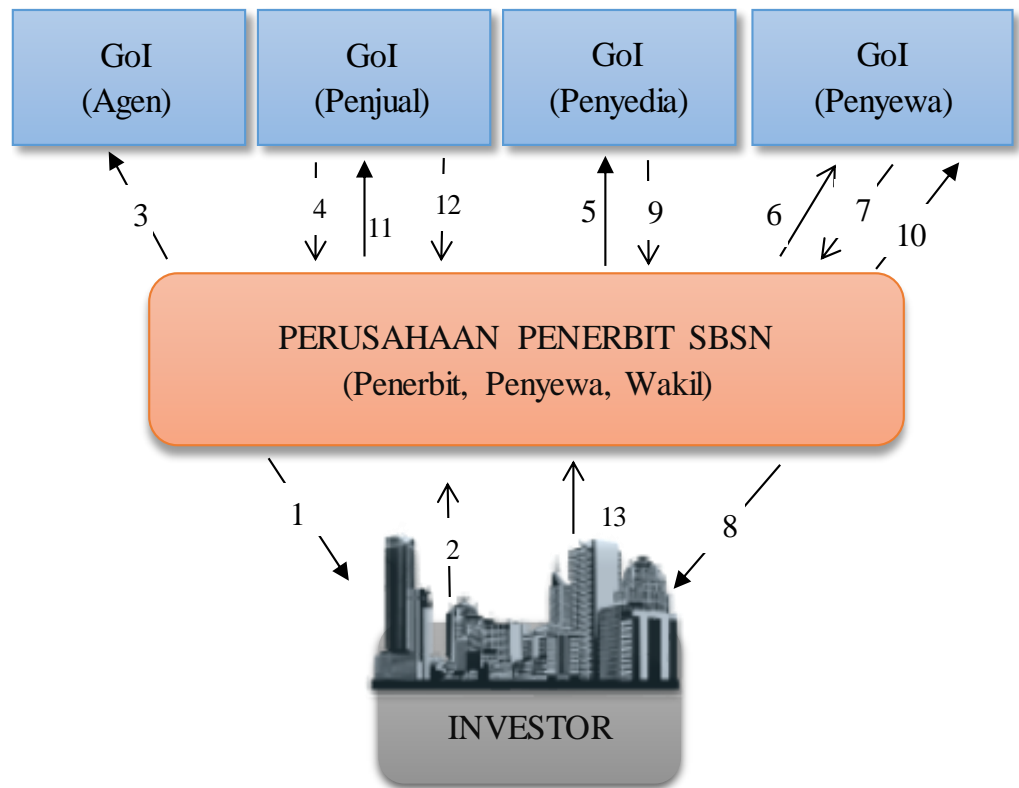 GoI
(Agen)
GoI
(Penjual)
GoI
(Penyedia)
GoI
(Penyewa)
3
4
11
12
5
9
6
7
10
PERUSAHAAN PENERBIT SBSN
(Penerbit, Penyewa, Wakil)
1
2
13
8
INVESTOR